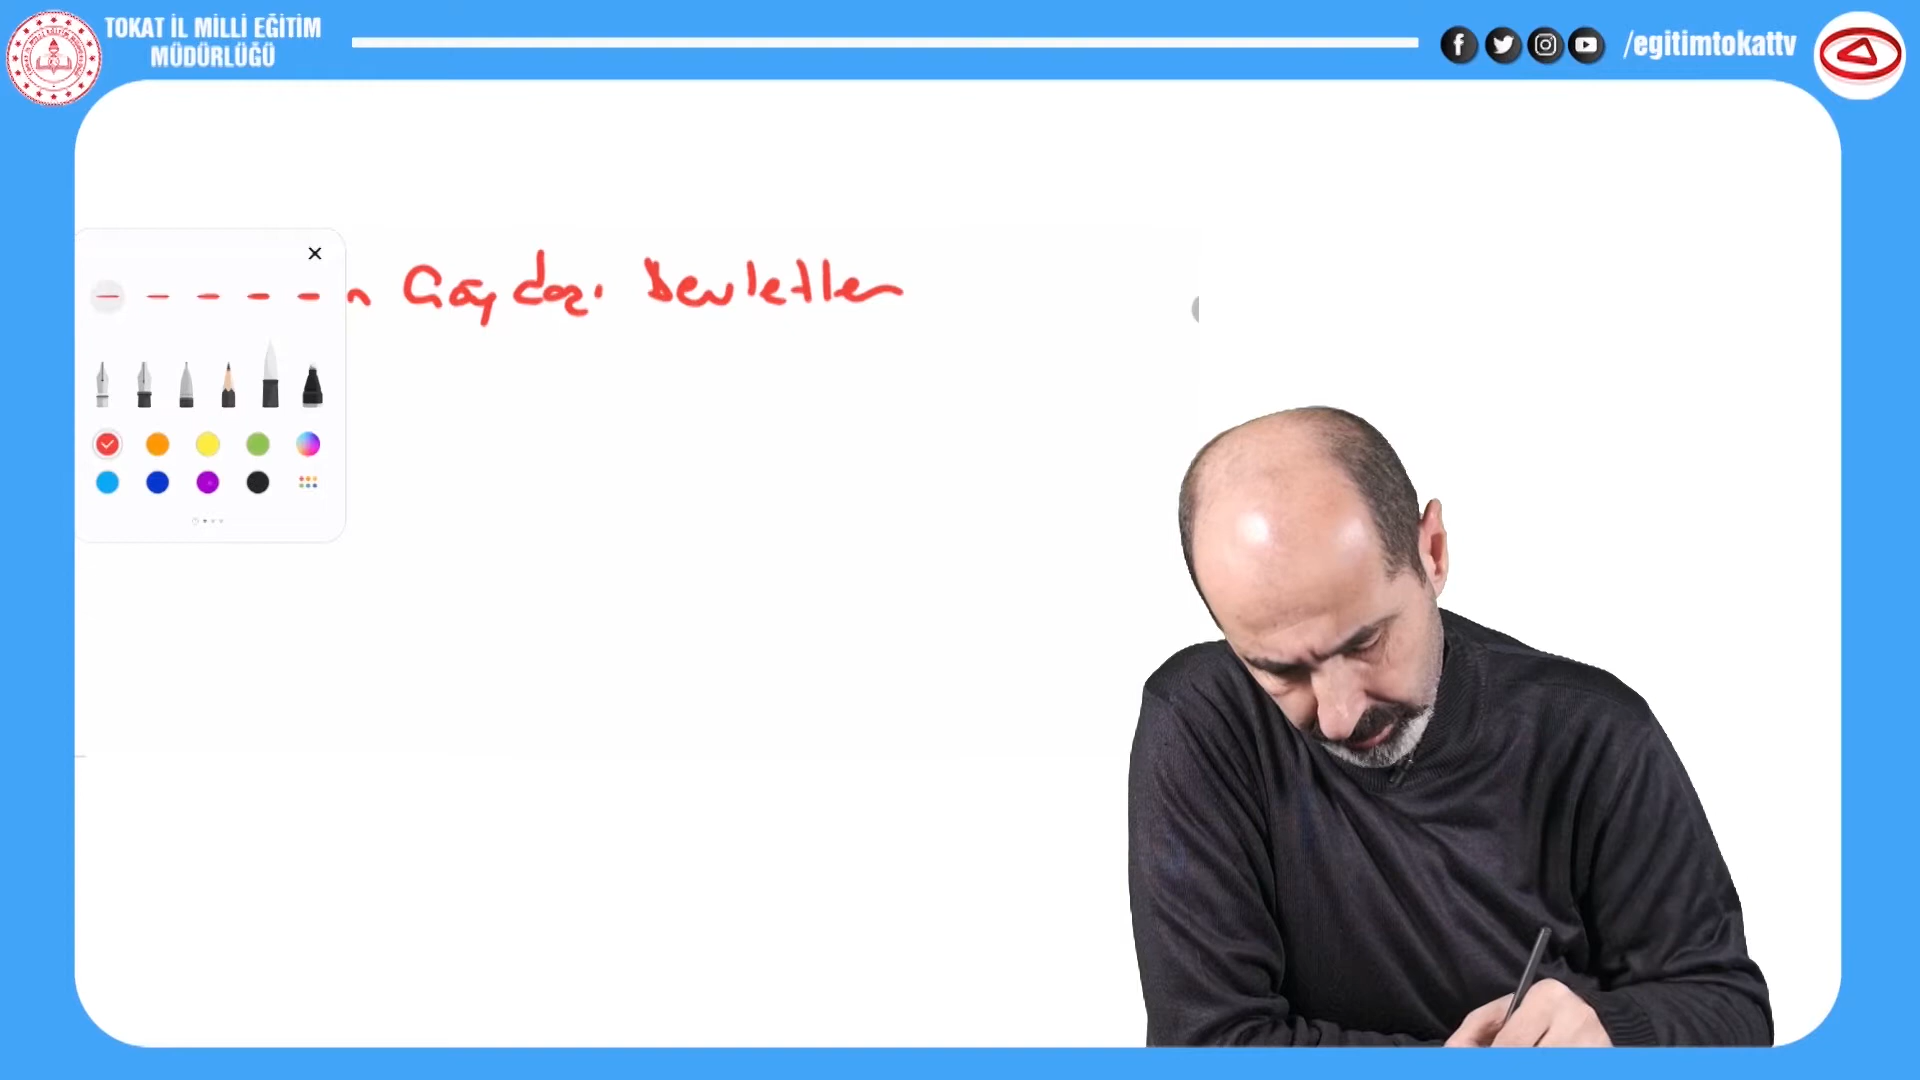 TOKAT İL MİLLİ EĞİTİM
MÜDÜRLÜĞÜ
/egitimtokattv
n Çağdaşı Devletler